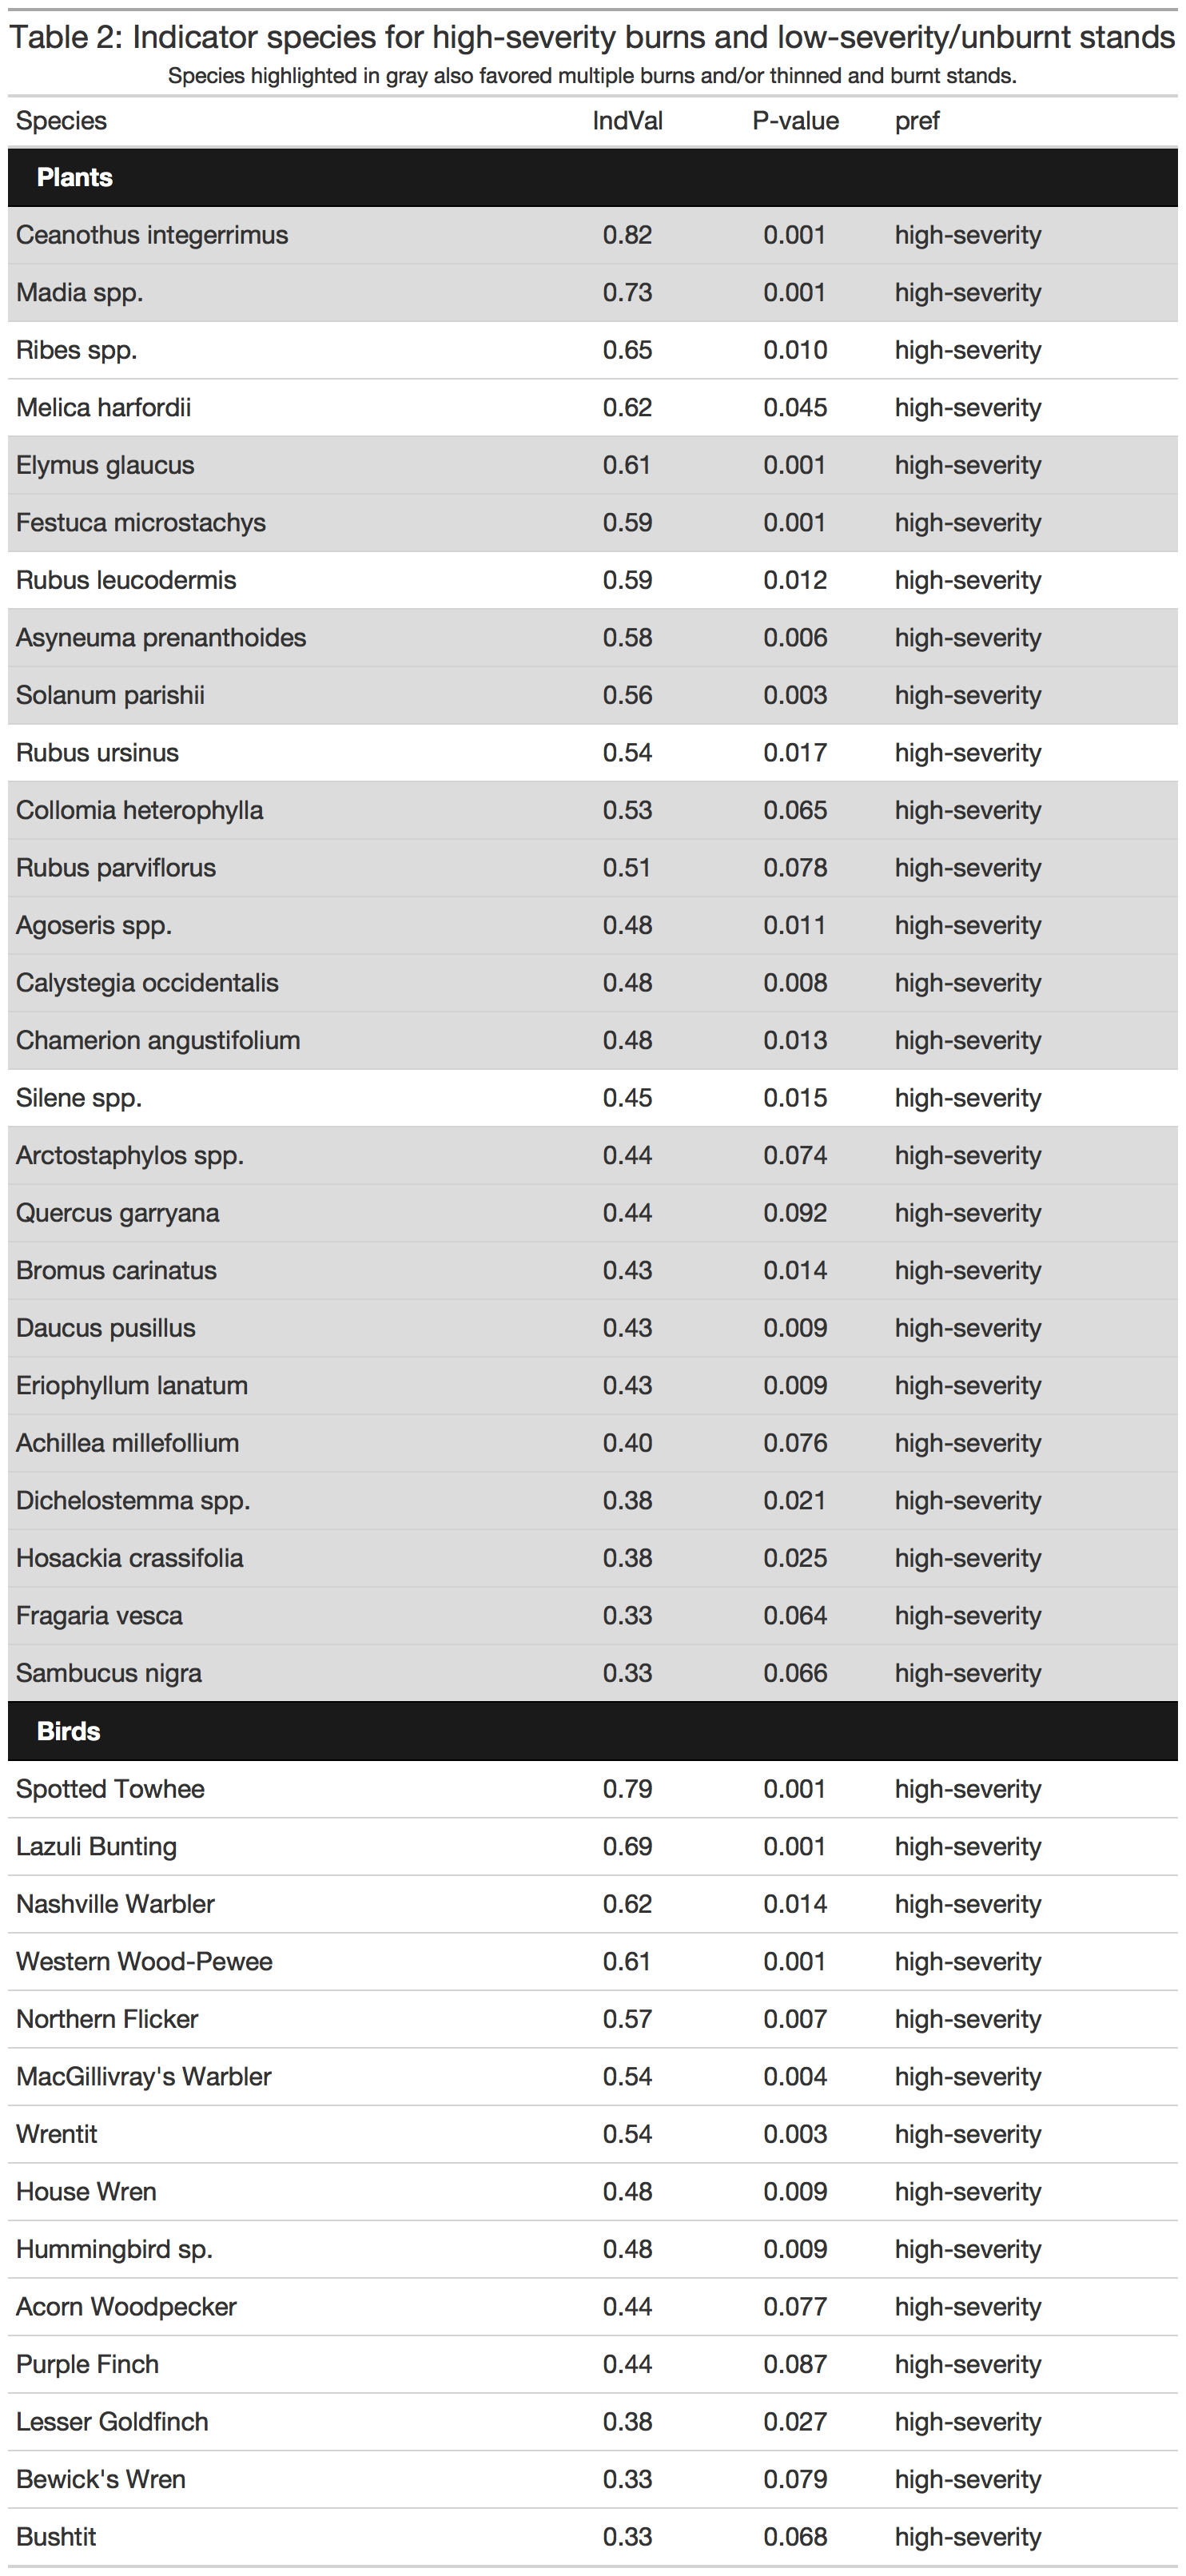 Table 2: Indicator species for high-severity burns and low-severity/unburnt stands
Species highlighted in gray also favored multiple burns and/or thinned and burnt stands.
Species IndVal P-value pref
Plants
Ceanothus integerrimus 0.82 0.001 high-severity
Madia spp. 0.73 0.001 high-severity
Ribes spp. 0.65 0.010 high-severity
Melica harfordii 0.62 0.045 high-severity
Elymus glaucus 0.61 0.001 high-severity
Festuca microstachys 0.59 0.001 high-severity
Rubus leucodermis 0.59 0.012 high-severity
Asyneuma prenanthoides 0.58 0.006 high-severity
Solanum parishii 0.56 0.003 high-severity
Rubus ursinus 0.54 0.017 high-severity
Collomia heterophylla 0.53 0.065 high-severity
Rubus parviflorus 0.51 0.078 high-severity
Agoseris spp. 0.48 0.011 high-severity
Calystegia occidentalis 0.48 0.008 high-severity
Chamerion angustifolium 0.48 0.013 high-severity
Silene spp. 0.45 0.015 high-severity
Arctostaphylos spp. 0.44 0.074 high-severity
Quercus garryana 0.44 0.092 high-severity
Bromus carinatus 0.43 0.014 high-severity
Daucus pusillus 0.43 0.009 high-severity
Eriophyllum lanatum 0.43 0.009 high-severity
Achillea millefollium 0.40 0.076 high-severity
Dichelostemma spp. 0.38 0.021 high-severity
Hosackia crassifolia 0.38 0.025 high-severity
Fragaria vesca 0.33 0.064 high-severity
Sambucus nigra 0.33 0.066 high-severity
Birds
Spotted Towhee 0.79 0.001 high-severity
Lazuli Bunting 0.69 0.001 high-severity
Nashville Warbler 0.62 0.014 high-severity
Western Wood-Pewee 0.61 0.001 high-severity
Northern Flicker 0.57 0.007 high-severity
MacGillivray's Warbler 0.54 0.004 high-severity
Wrentit 0.54 0.003 high-severity
House Wren 0.48 0.009 high-severity
Hummingbird sp. 0.48 0.009 high-severity
Acorn Woodpecker 0.44 0.077 high-severity
Purple Finch 0.44 0.087 high-severity
Lesser Goldfinch 0.38 0.027 high-severity
Bewick's Wren 0.33 0.079 high-severity
Bushtit 0.33 0.068 high-severity